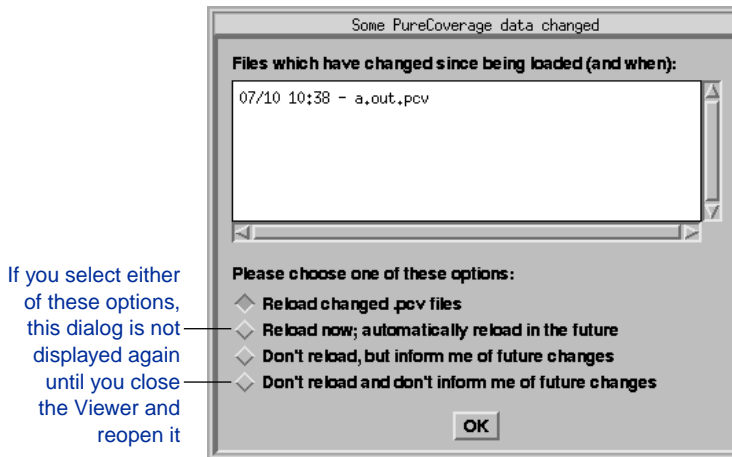 Some PureCoverage data changed
Files which have changed since being loaded (and when):
07/10 10:38 - a.out.pcv
Please choose one of these options:
Reload changed .pcv files
Reload now; automatically reload in the future
Don't reload, but inform me of future changes
Don't reload and don't inform me of future changes
OK
If you select either
of these options,
this dialog is not
displayed again
until you close
the Viewer and
reopen it